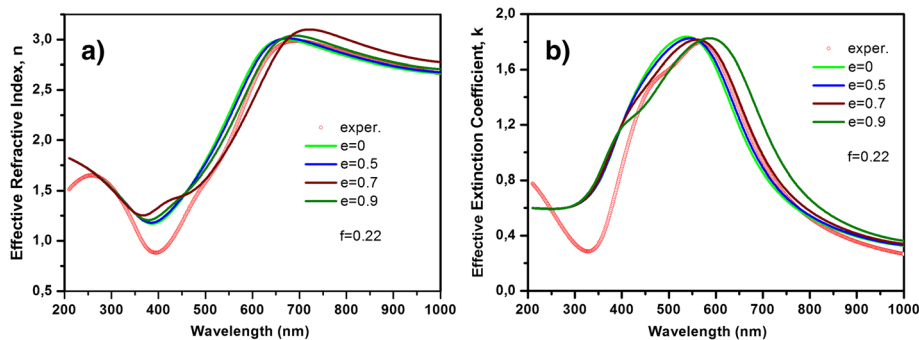 a)
Effective Refractive Index, n
3,0
2,5
2,0
1,5
1,0
0,5
exper.
e=0
e=0.5
e=0.7
e=0.9
f=0.22
200 300 400 500 600 700 800 900 1000
Wavelength (nm)
b)
Effective Extinction Coefficient, k
2,0
1,6
1,2
0,8
0,4
0,0
exper.
e=0
e=0.5
e=0.7
e=0.9
f=0.22
200 300 400 500 600 700 800 900 1000
Wavelength (nm)